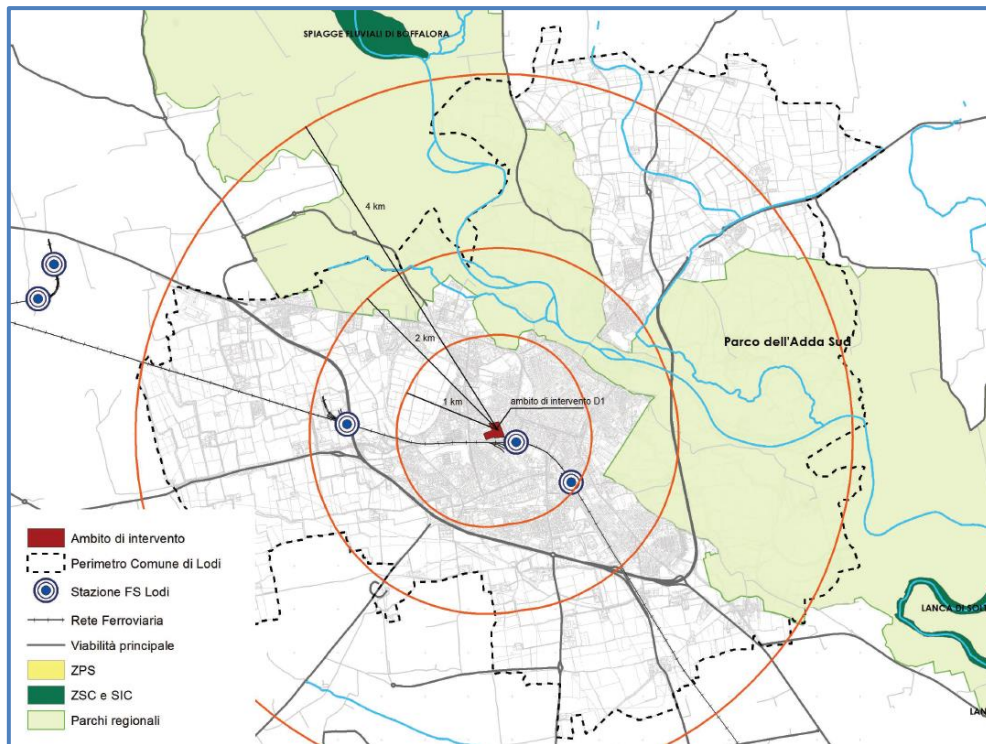 SPIAGGE FLUVIALI DI BOFFALORA
4 km
2 km
Parco dell'Adda Sud
1 km
ambito di intervento D1
Ambito di intervento
Perimetro Comune di Lodi
Stazione FS Lodi
Rete Ferroviaria
Viabilità principale
ZPS
ZSC e SIC
Parchi regionali